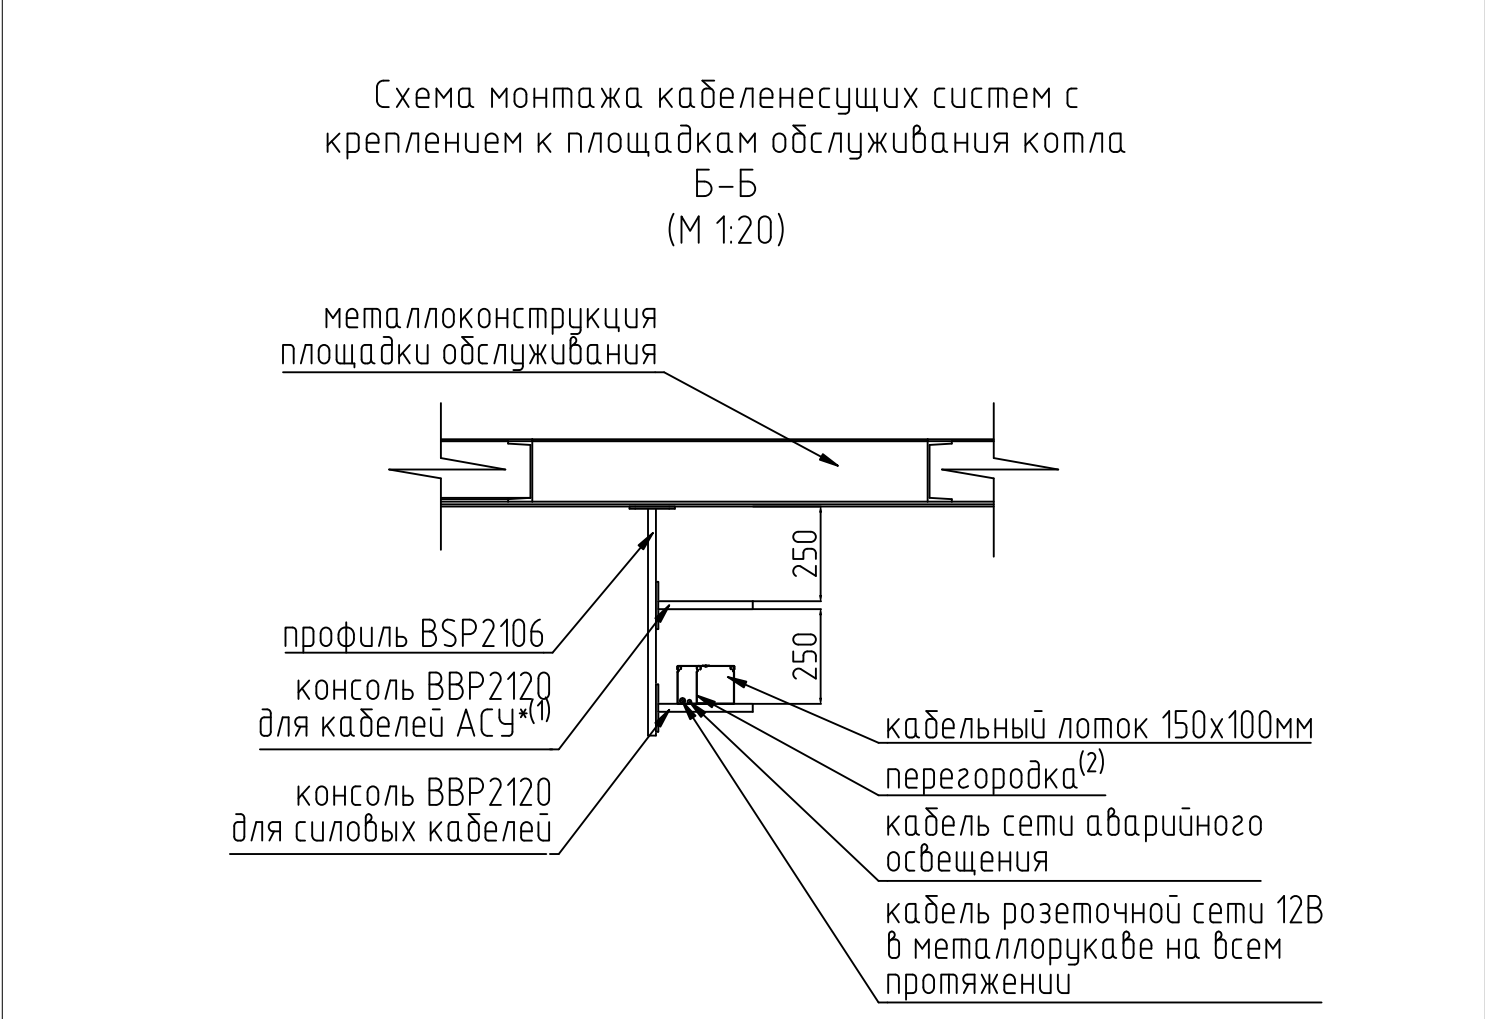 Схема монтажа кабеленесущих систем с
креплением к площадкам обслуживания котла
Б-Б
(М 1:20)
металлоконструкция
площадки обслуживания
250
профиль BSP2106
250
консоль BBP2120
для кабелей АСУ*(1)
кабельный лоток 150х100мм
перегородка(2)
консоль BBP2120
для силовых кабелей
кабель сети аварийного
освещения
кабель розеточной сети 12В
в металлорукаве на всем
протяжении